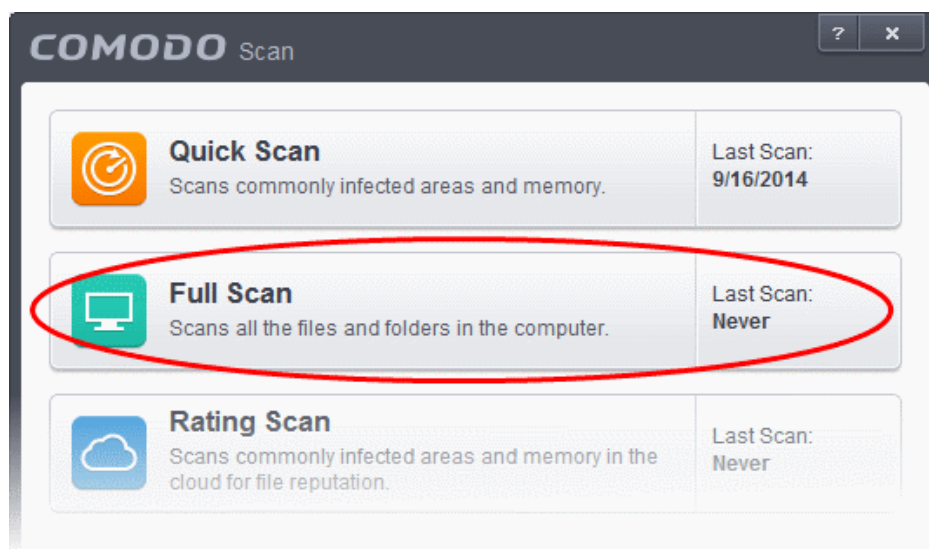 COMODO Scan
? x
Quick Scan
Scans commonly infected areas and memory.
Last Scan:
9/16/2014
Full Scan
Scans all the files and folders in the computer.
Last Scan:
Never
Rating Scan
Scans commonly infected areas and memory in the
cloud for file reputation.
Last Scan:
Never